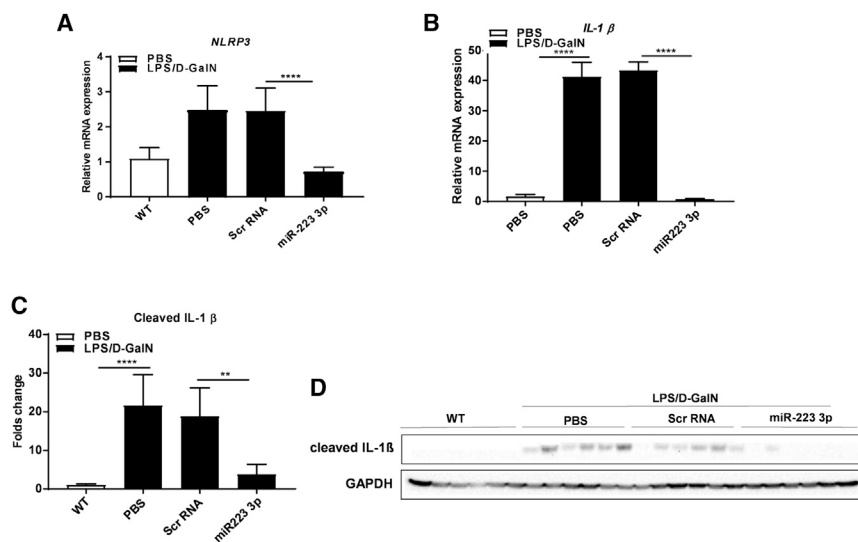 A
NLRP3
PBS
LPS/D-GalN
****
Relative mRNA expression
4
3
2
1
0
WT
PBS
Scr RNA
miR-223 3p
B
IL-1 β
PBS
LPS/D-GalN
****
****
Relative mRNA expression
50
40
30
20
10
0
PBS
PBS
Scr RNA
miR223 3p
C
Cleaved IL-1 β
PBS
LPS/D-GalN
****
**
Folds change
40
30
20
10
0
WT
PBS
Scr RNA
miR223 3p
D
LPS/D-GalN
WT
PBS
Scr RNA
miR-223 3p
cleaved IL-1ß
GAPDH